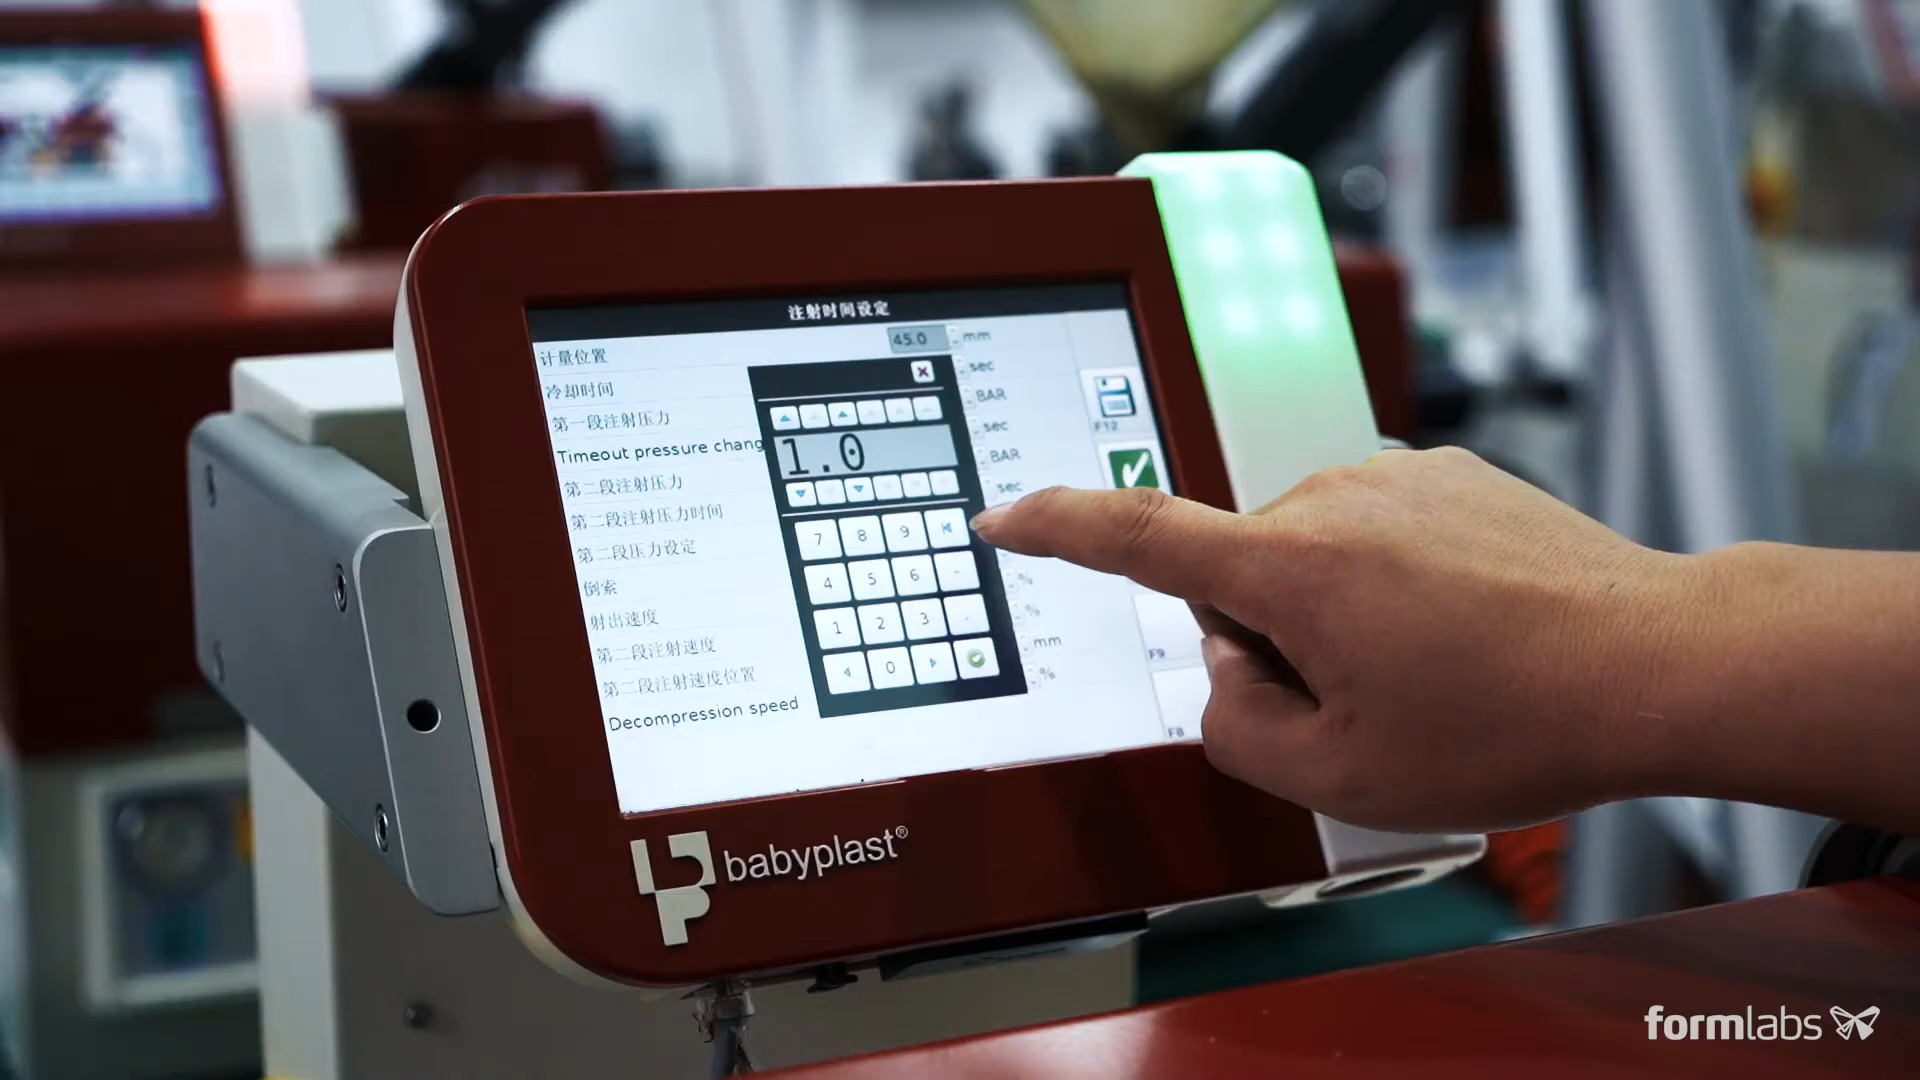 注射时间设定
计量位置 45.0 mm
冷却时间 sec
第一段注射压力 BAR
Timeout pressure chang sec
第二段注射压力 BAR
第二段注射压力时间 sec
第二段压力设定
倒索 %
射出速度 %
第二段注射速度 mm
第二段注射速度位置 %
Decompression speed
1.0
7 8 9
4 5 6 -
1 2 3 .
0
F12
F9
F8
babyplast®
formlabs